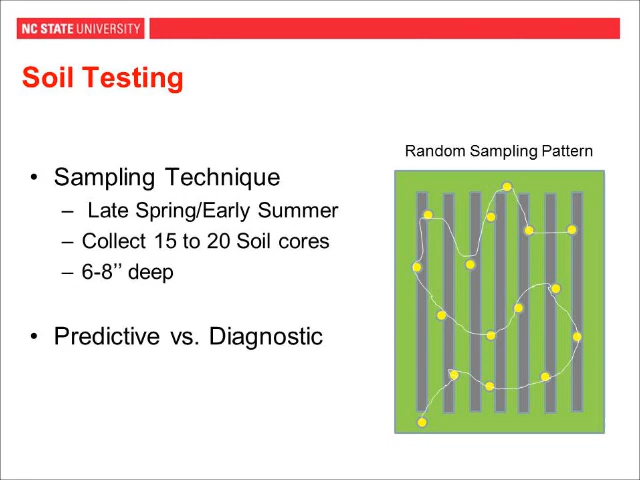 NC STATE UNIVERSITY
Soil Testing
Random Sampling Pattern
• Sampling Technique
– Late Spring/Early Summer
– Collect 15 to 20 Soil cores
– 6-8’’ deep
• Predictive vs. Diagnostic